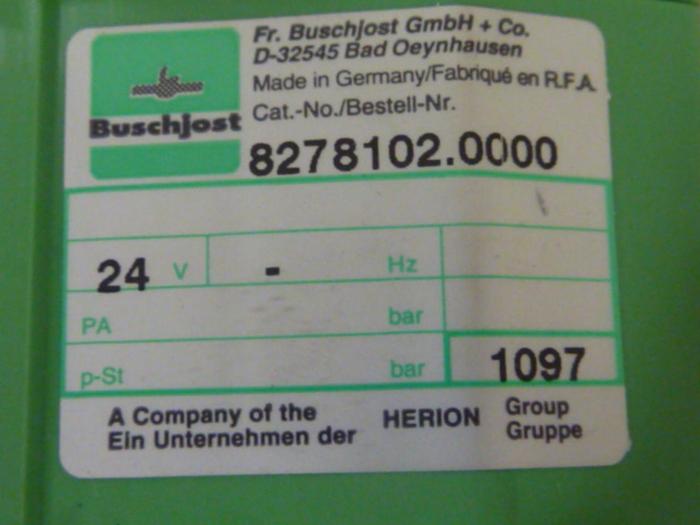 Fr. Buschjost GmbH + Co.
D-32545 Bad Oeynhausen
Made in Germany/Fabriqué en R.F.A.
Cat.-No./Bestell-Nr.
Buschjost
8278102.0000
24 V - Hz
PA bar
p-St bar 1097
A Company of the HERION Group
Ein Unternehmen der Gruppe